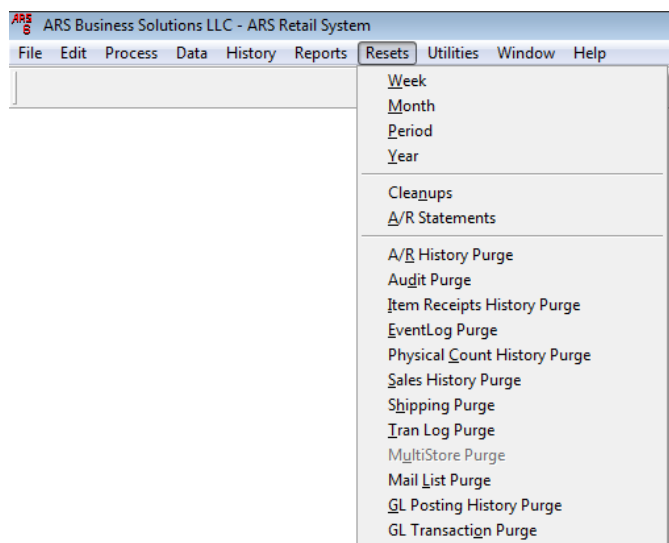 ARS
6
ARS Business Solutions LLC - ARS Retail System
File Edit Process Data History Reports Resets Utilities Window Help
Week
Month
Period
Year
Cleanups
A/R Statements
A/R History Purge
Audit Purge
Item Receipts History Purge
EventLog Purge
Physical Count History Purge
Sales History Purge
Shipping Purge
Tran Log Purge
MultiStore Purge
Mail List Purge
GL Posting History Purge
GL Transaction Purge